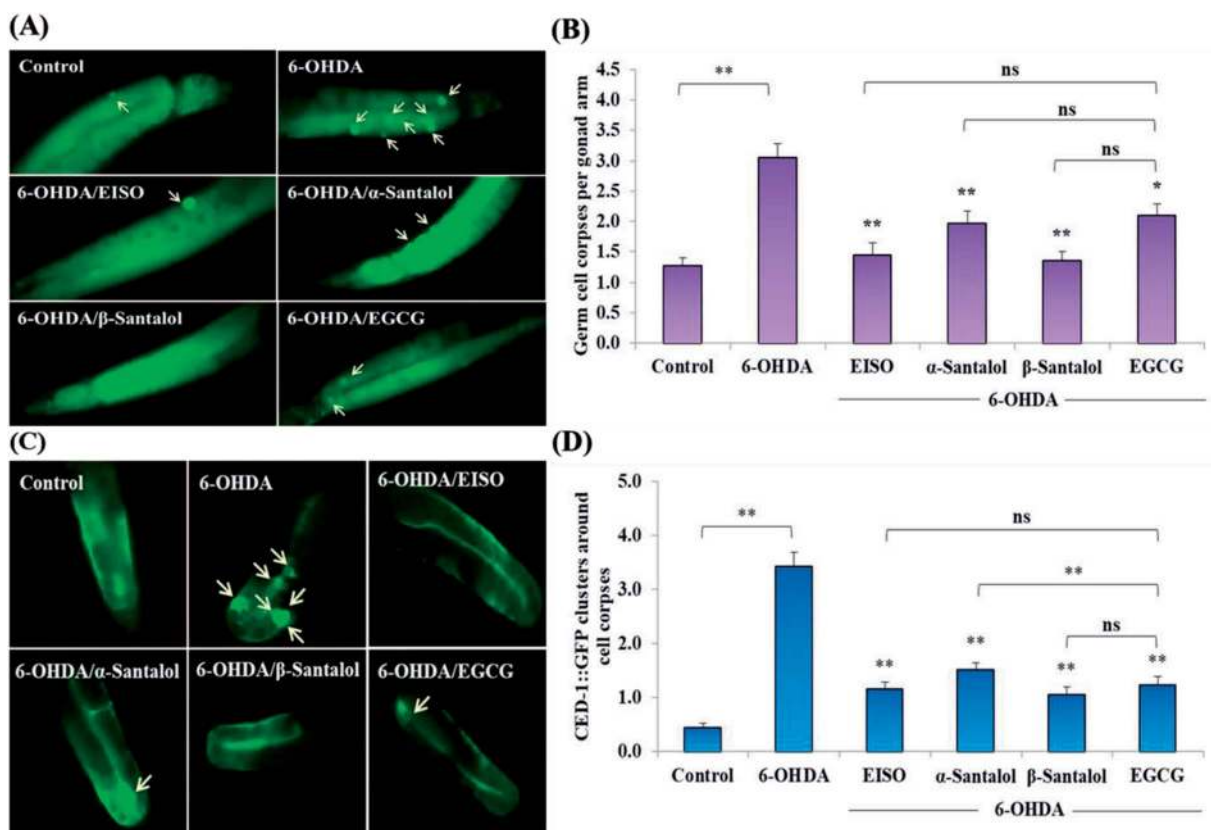 (A)
Control
6-OHDA
6-OHDA/EISO
6-OHDA/α-Santalol
6-OHDA/β-Santalol
6-OHDA/EGCG
(B)
Germ cell corpses per gonad arm
4.5
4.0
3.5
3.0
2.5
2.0
1.5
1.0
0.5
0.0
**
ns
ns
ns
**
**
**
*
Control
6-OHDA
EISO
α-Santalol
β-Santalol
EGCG
6-OHDA
(C)
Control
6-OHDA
6-OHDA/EISO
6-OHDA/α-Santalol
6-OHDA/β-Santalol
6-OHDA/EGCG
(D)
CED-1::GFP clusters around
cell corpses
5.0
4.0
3.0
2.0
1.0
0.0
**
ns
**
ns
**
**
**
**
Control
6-OHDA
EISO
α-Santalol
β-Santalol
EGCG
6-OHDA